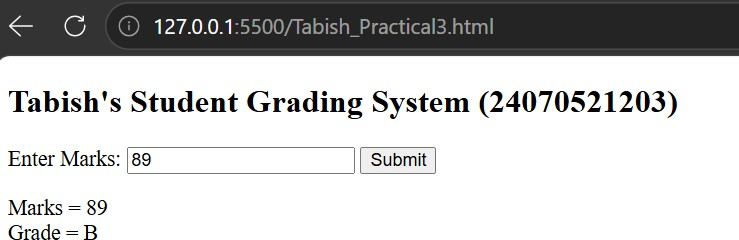 127.0.0.1:5500/Tabish_Practical3.html
Tabish's Student Grading System (24070521203)
Enter Marks: 89 Submit
Marks = 89
Grade = B